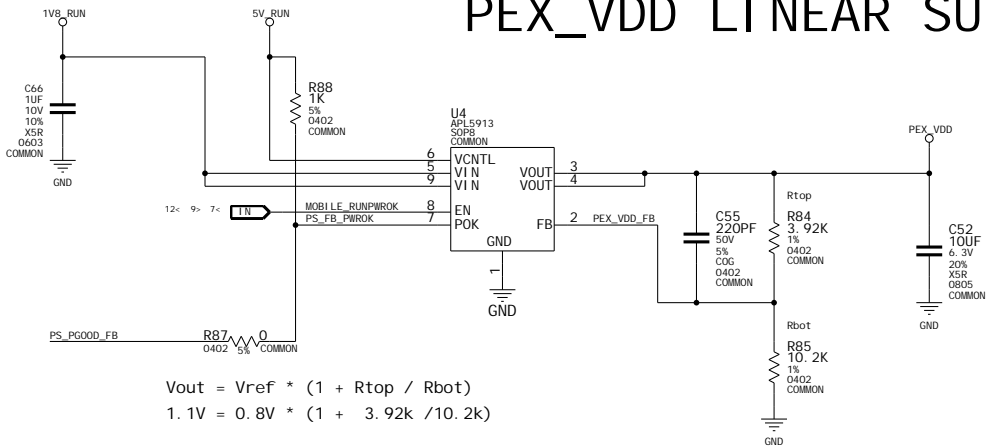 PEX_VDD LINEAR SU
1V8_RUN
5V_RUN
C66
1UF
10V
10%
X5R
0603
COMMON
GND
R88
1K
5%
0402
COMMON
U4
APL5913
SOP8
COMMON
6 VCNTL
5 VIN
9 VIN
8 EN
7 POK
VOUT 3
VOUT 4
FB 2
GND
1
GND
12< 9> 7< IN
MOBILE_RUNPWROK
PS_FB_PWROK
PEX_VDD_FB
PEX_VDD
C55
220PF
50V
5%
COG
0402
COMMON
Rtop
R84
3.92K
1%
0402
COMMON
C52
10UF
6.3V
20%
X5R
0805
COMMON
GND
Rbot
R85
10.2K
1%
0402
COMMON
GND
PS_PGOOD_FB
R87 0
0402 5% COMMON
Vout = Vref * (1 + Rtop / Rbot)
1.1V = 0.8V * (1 + 3.92k /10.2k)